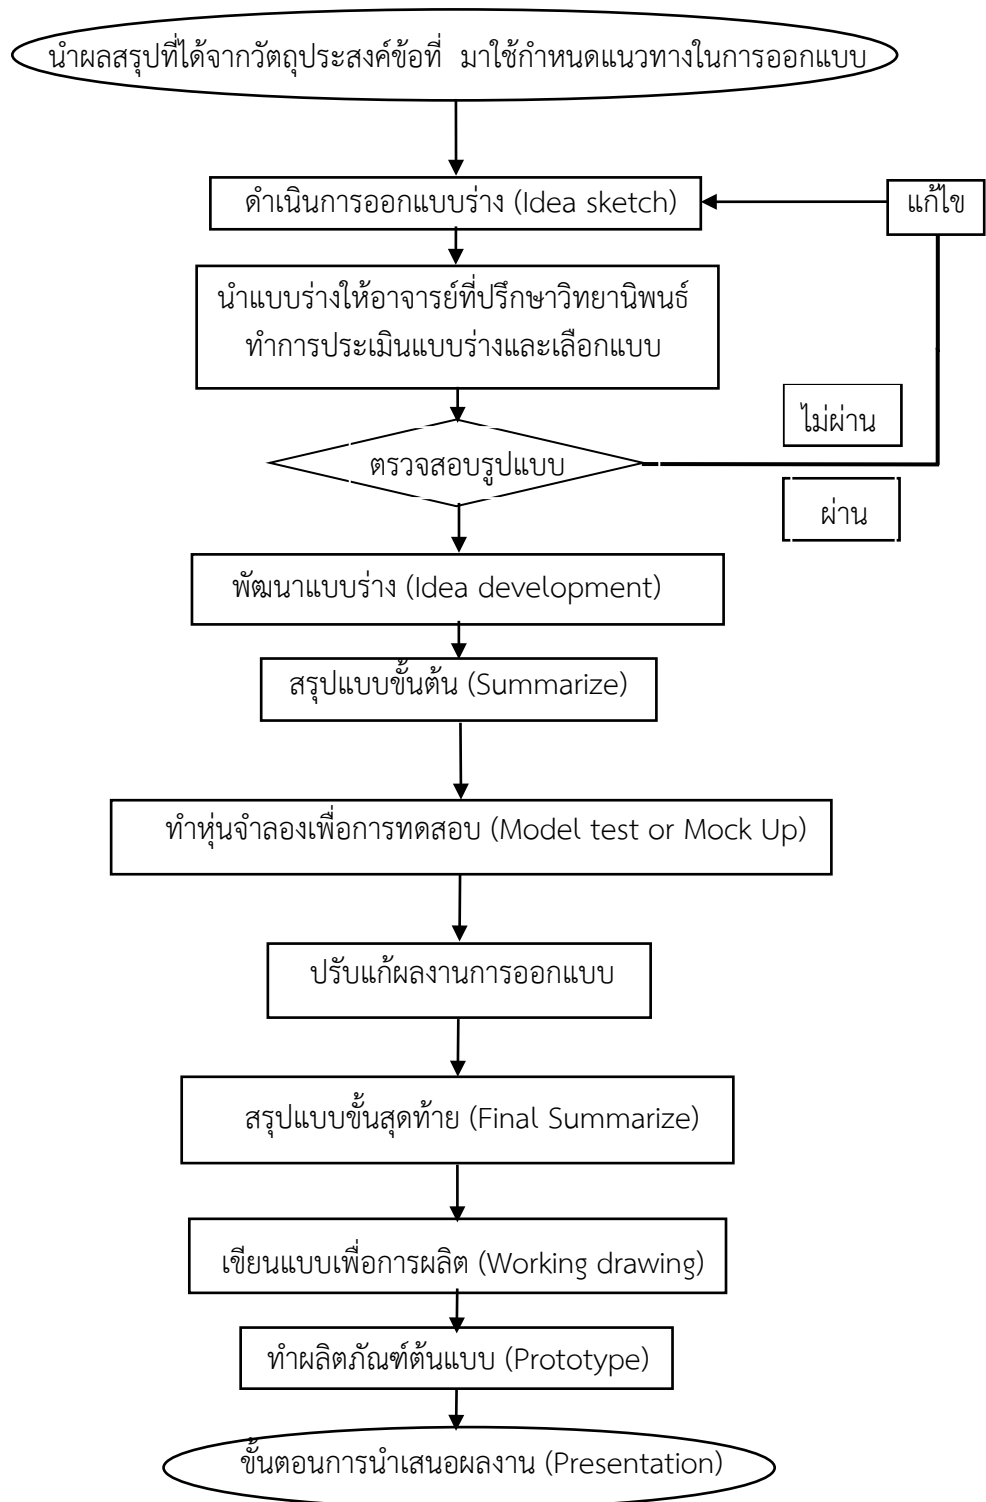 นำผลสรุปที่ได้จากวัตถุประสงค์ข้อที่  มาใช้กำหนดแนวทางในการออกแบบ
ดำเนินการออกแบบร่าง (Idea sketch)
แก้ไข
นำแบบร่างให้อาจารย์ที่ปรึกษาวิทยานิพนธ์
ทำการประเมินแบบร่างและเลือกแบบ
ไม่ผ่าน
ตรวจสอบรูปแบบ
ผ่าน
พัฒนาแบบร่าง (Idea development)
สรุปแบบขั้นต้น (Summarize)
ทำหุ่นจำลองเพื่อการทดสอบ (Model test or Mock Up)
ปรับแก้ผลงานการออกแบบ
สรุปแบบขั้นสุดท้าย (Final Summarize)
เขียนแบบเพื่อการผลิต (Working drawing)
ทำผลิตภัณฑ์ต้นแบบ (Prototype)
ขั้นตอนการนำเสนอผลงาน (Presentation)